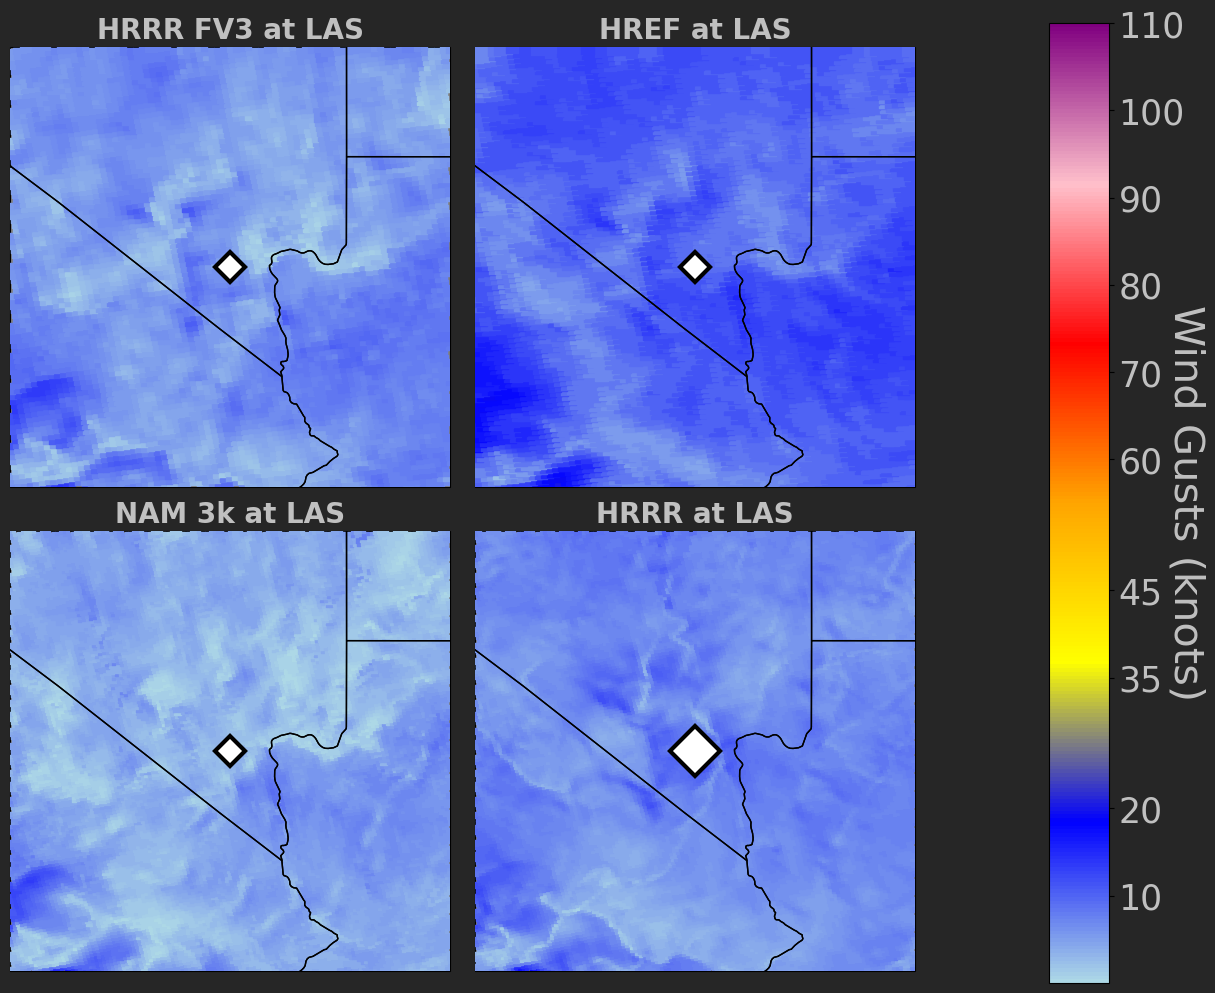 HRRR FV3 at LAS
HREF at LAS
NAM 3k at LAS
HRRR at LAS
110
100
90
80
70
60
45
35
20
10
Wind Gusts (knots)